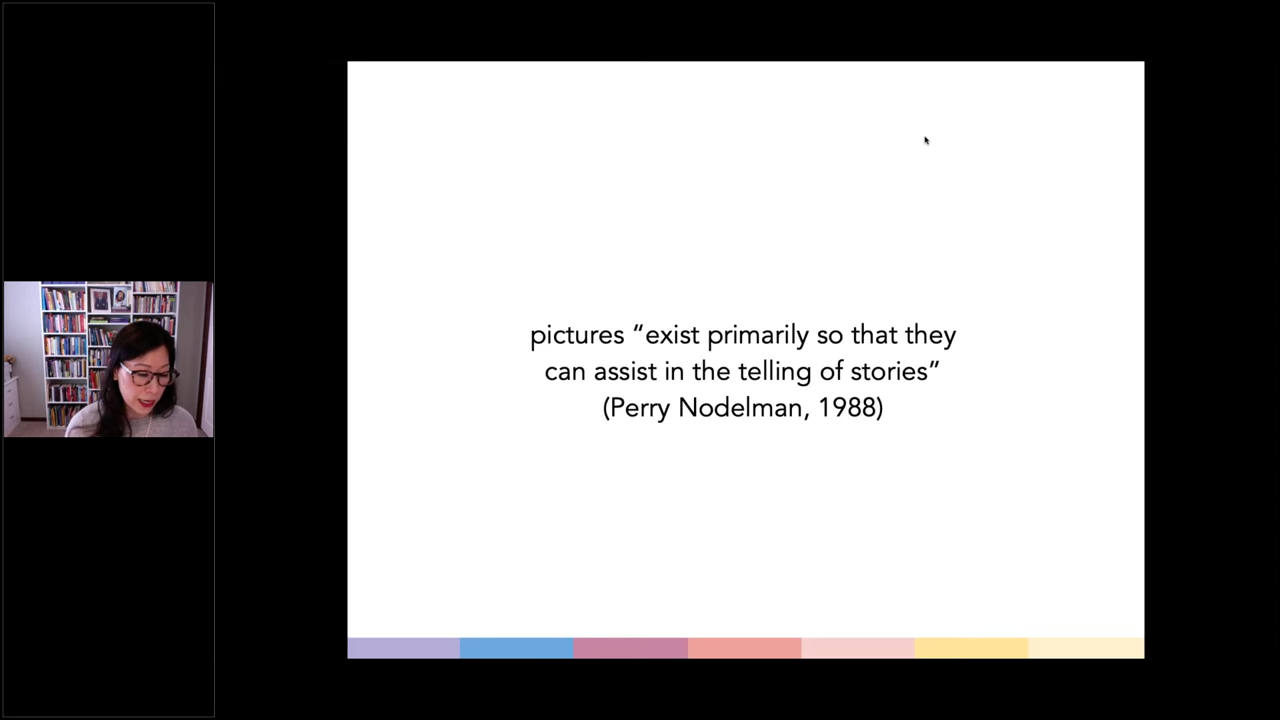 pictures “exist primarily so that they
can assist in the telling of stories”
(Perry Nodelman, 1988)